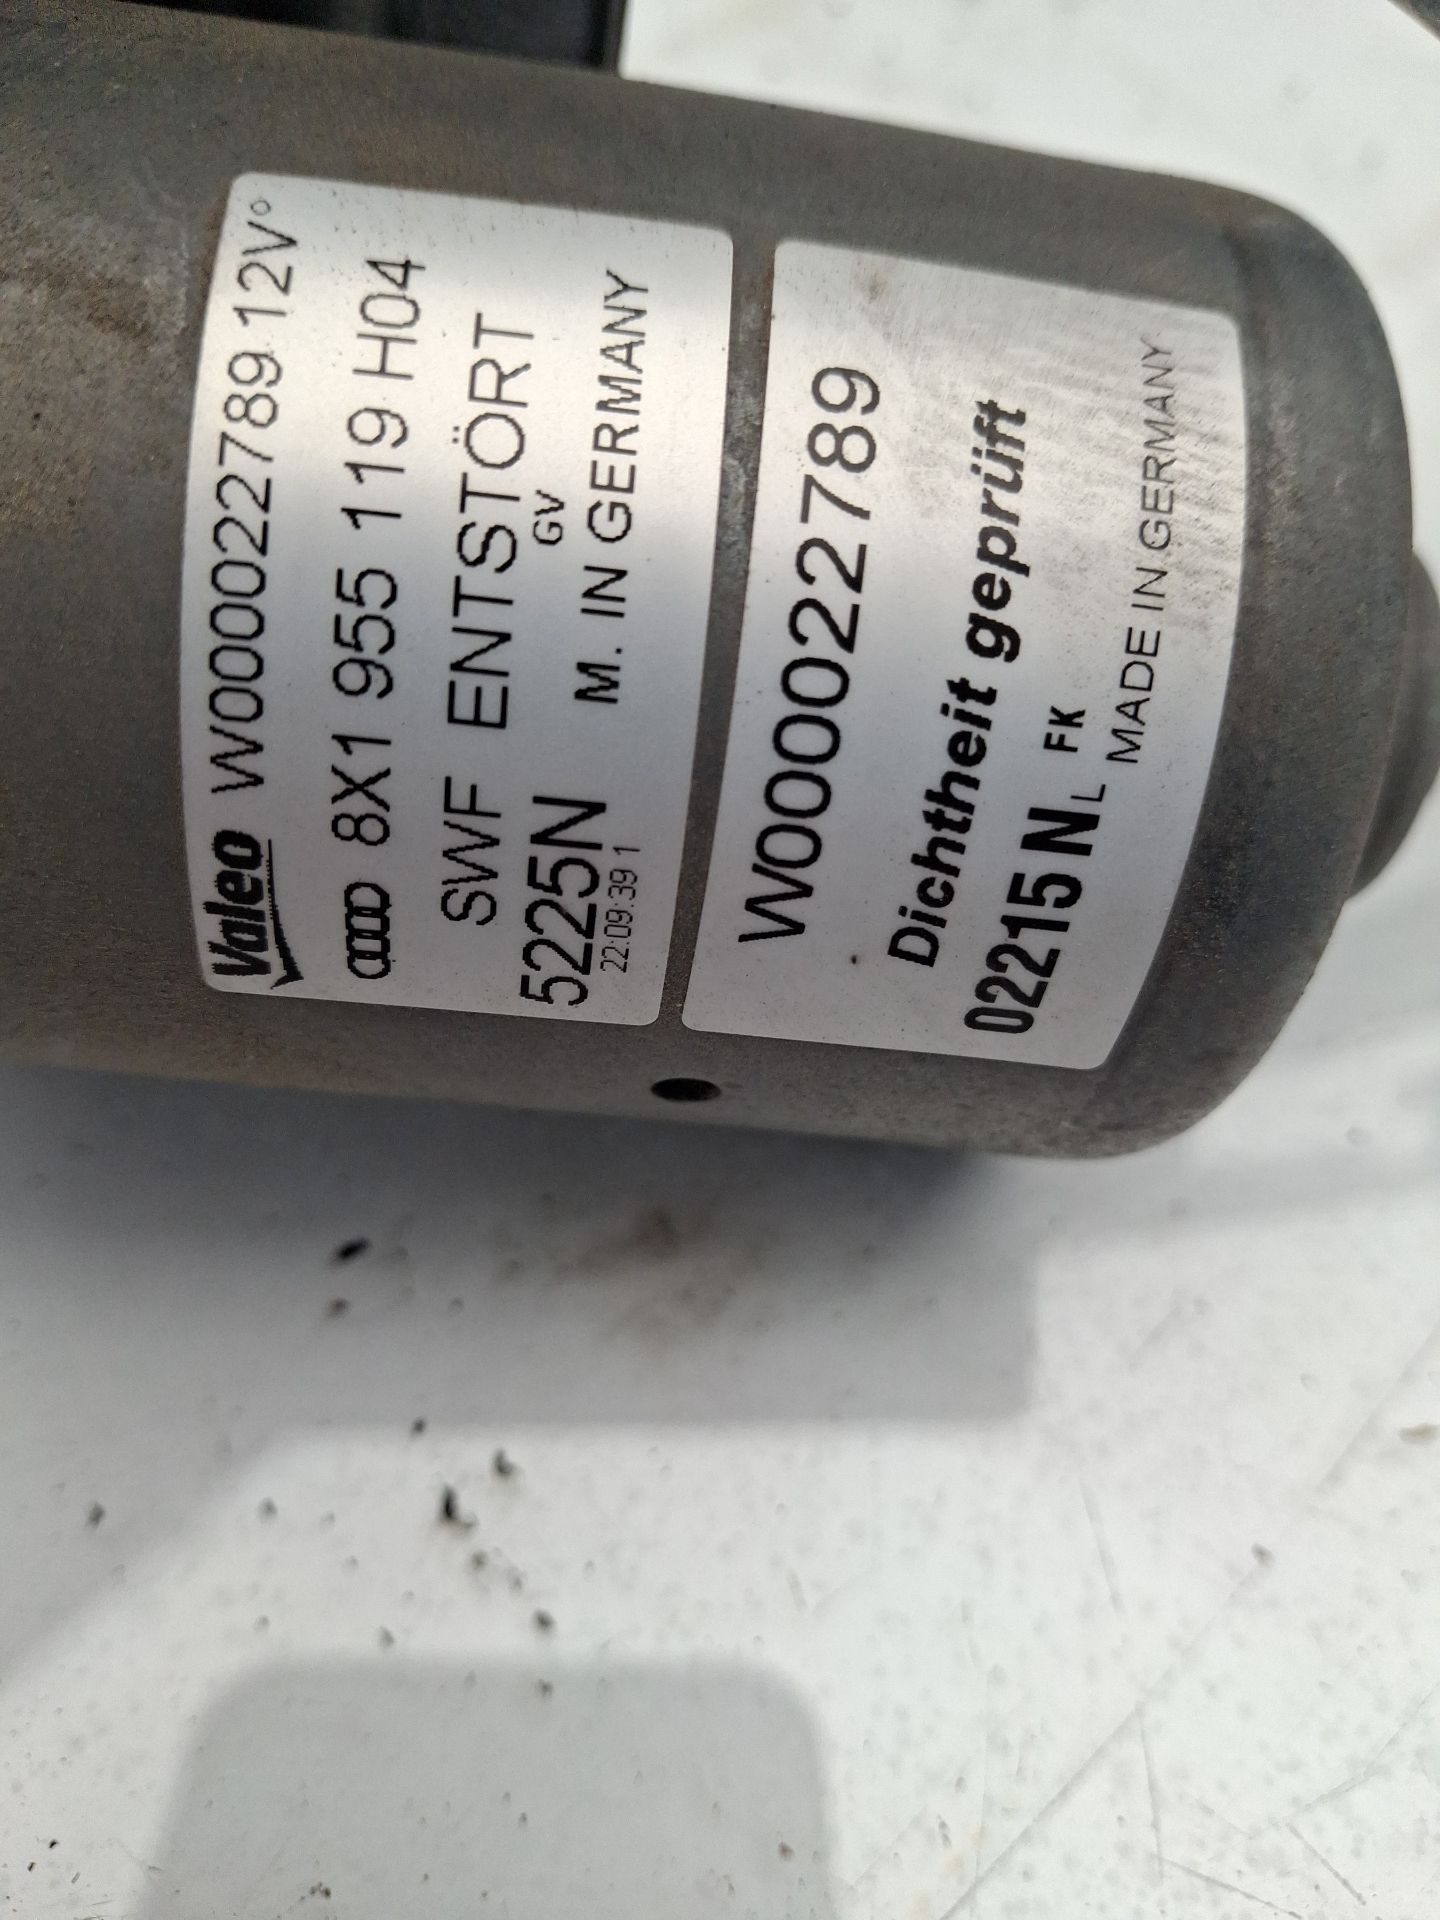 Valeo W000022789 12V°
8X1 955 119 H04
SWF ENTSTÖRT
GV
5225N M. IN GERMANY
22:09:39 1
W000022789
Dichtheit geprüft
02215 N L FK
MADE IN GERMANY